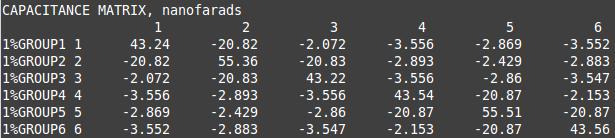 CAPACITANCE MATRIX, nanofarads
1 2 3 4 5 6
1%GROUP1 1 43.24 -20.82 -2.072 -3.556 -2.869 -3.552
1%GROUP2 2 -20.82 55.36 -20.83 -2.893 -2.429 -2.883
1%GROUP3 3 -2.072 -20.83 43.22 -3.556 -2.86 -3.547
1%GROUP4 4 -3.556 -2.893 -3.556 43.54 -20.87 -2.153
1%GROUP5 5 -2.869 -2.429 -2.86 -20.87 55.51 -20.87
1%GROUP6 6 -3.552 -2.883 -3.547 -2.153 -20.87 43.5